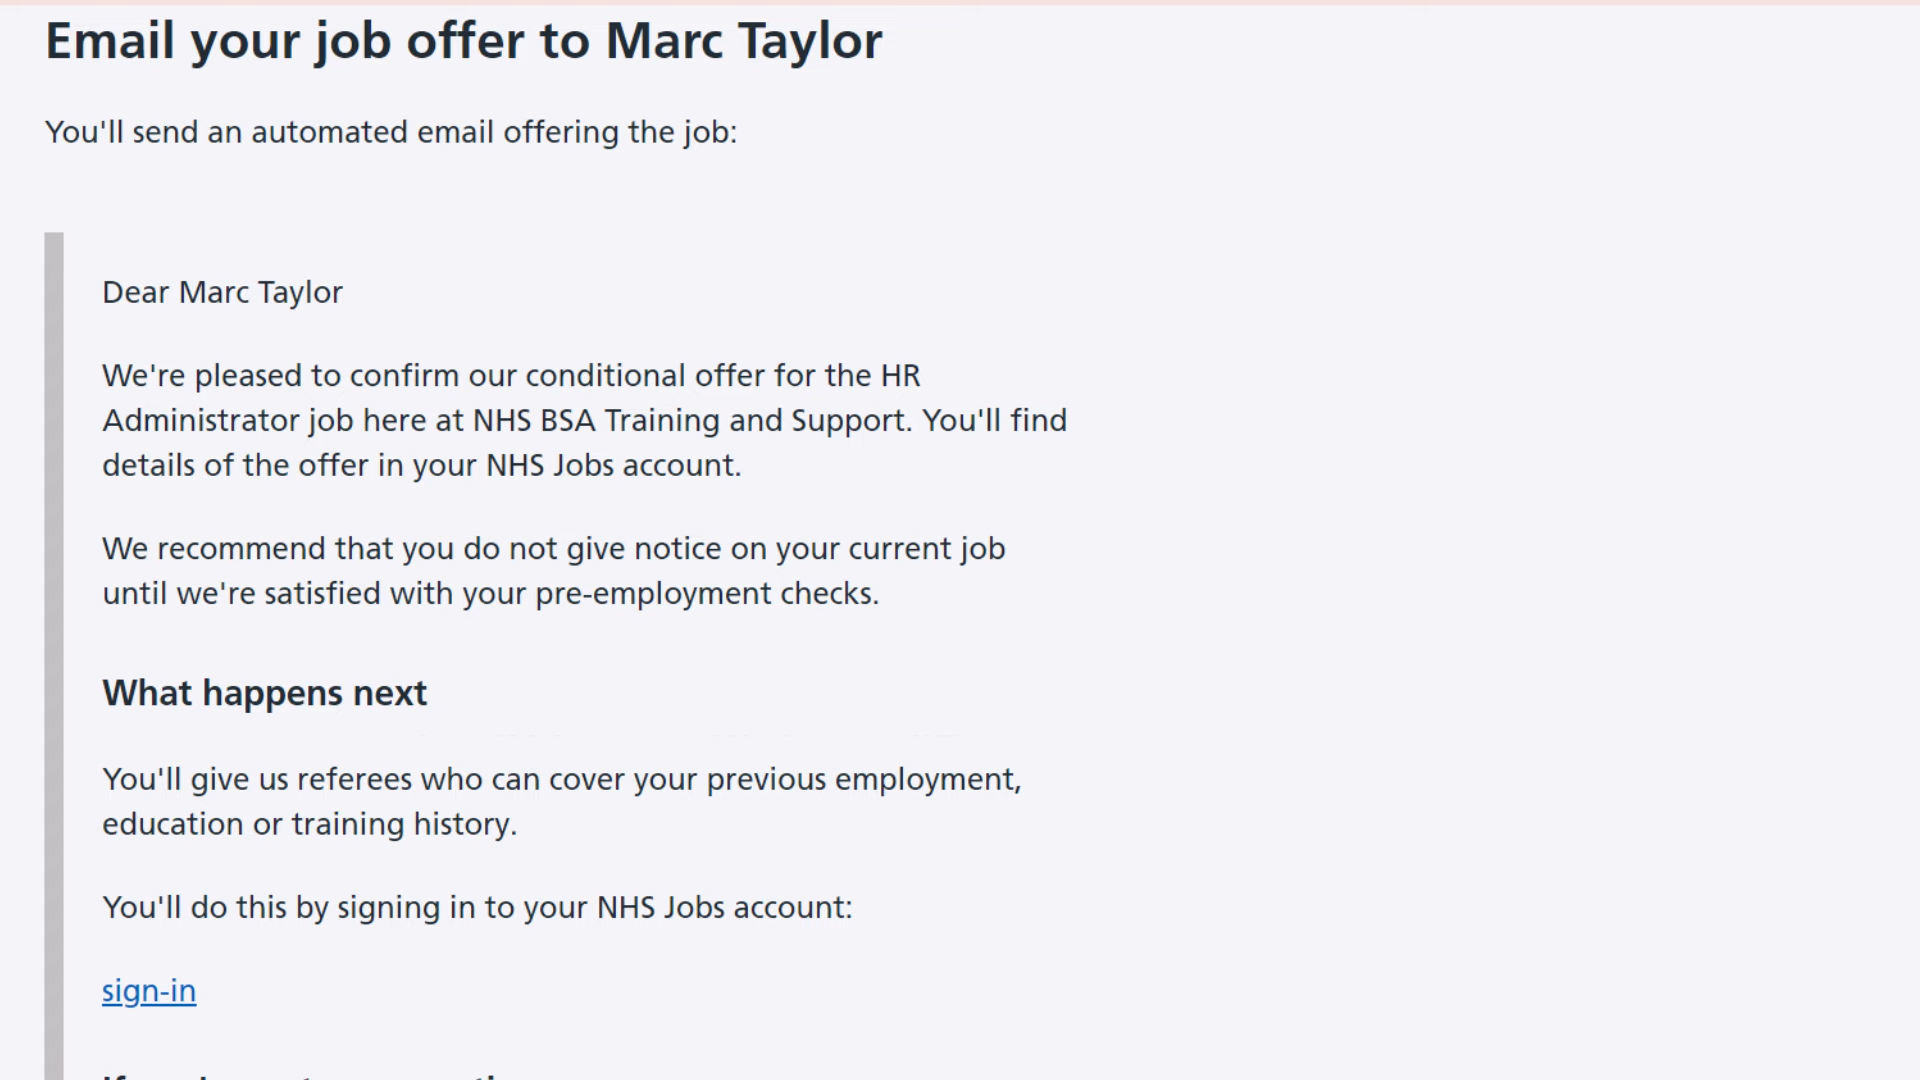 Email your job offer to Marc Taylor
You'll send an automated email offering the job:
Dear Marc Taylor
We're pleased to confirm our conditional offer for the HR
Administrator job here at NHS BSA Training and Support. You'll find
details of the offer in your NHS Jobs account.
We recommend that you do not give notice on your current job
until we're satisfied with your pre-employment checks.
What happens next
You'll give us referees who can cover your previous employment,
education or training history.
You'll do this by signing in to your NHS Jobs account:
sign-in